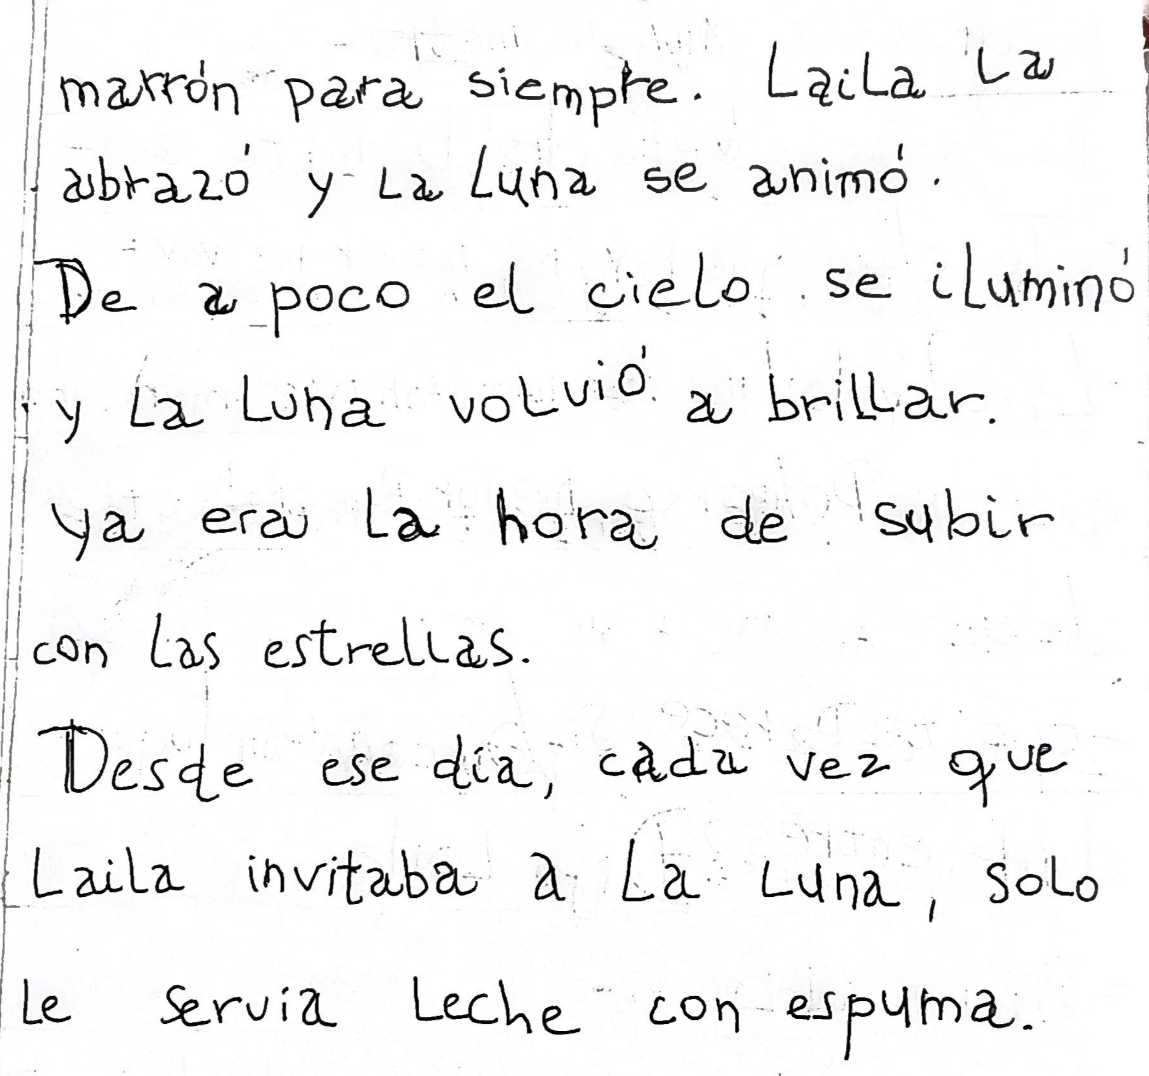 marrón para siempre. Laila la
abrazó y la Luna se animó.
De a poco el cielo se iluminó
y la Luna volvió a brillar.
ya era la hora de subir
con las estrellas.
Desde ese día, cada vez que
Laila invitaba a la Luna, solo
le servía leche con espuma.